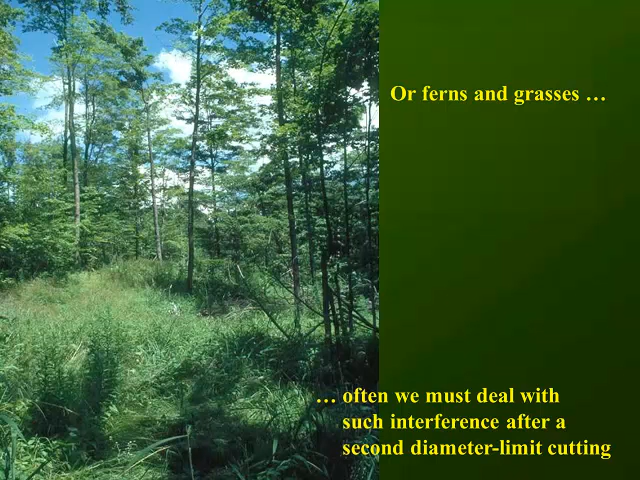 Or ferns and grasses …
… often we must deal with
such interference after a
second diameter-limit cutting